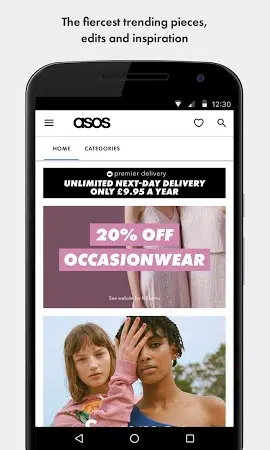 The fiercest trending pieces,
edits and inspiration
12:30
asos
HOME CATEGORIES
premier delivery
UNLIMITED NEXT-DAY DELIVERY
ONLY £9.95 A YEAR
20% OFF
OCCASIONWEAR
See website for full terms